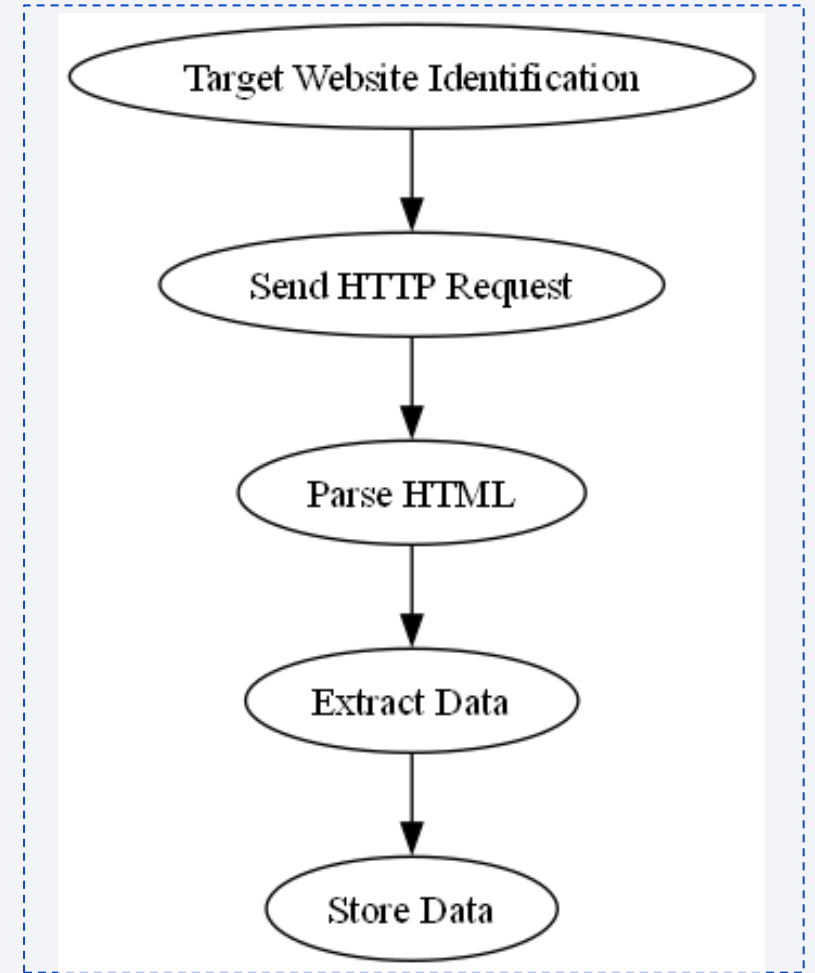 Target Website Identification
Send HTTP Request
Parse HTML
Extract Data
Store Data